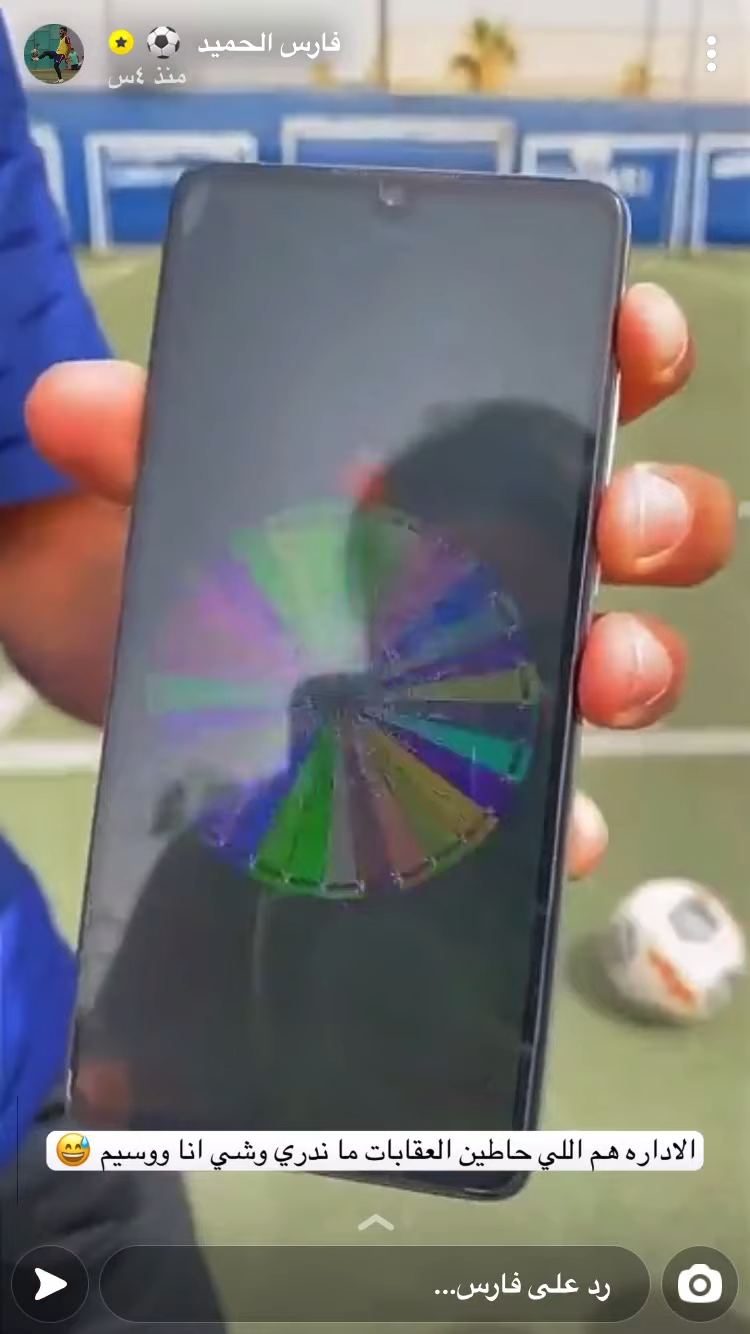 فارس الحميد ⚽
منذ ٤س
الاداره هم اللي حاطين العقابات ما ندري وشي انا ووسيم 😅
رد على فارس...